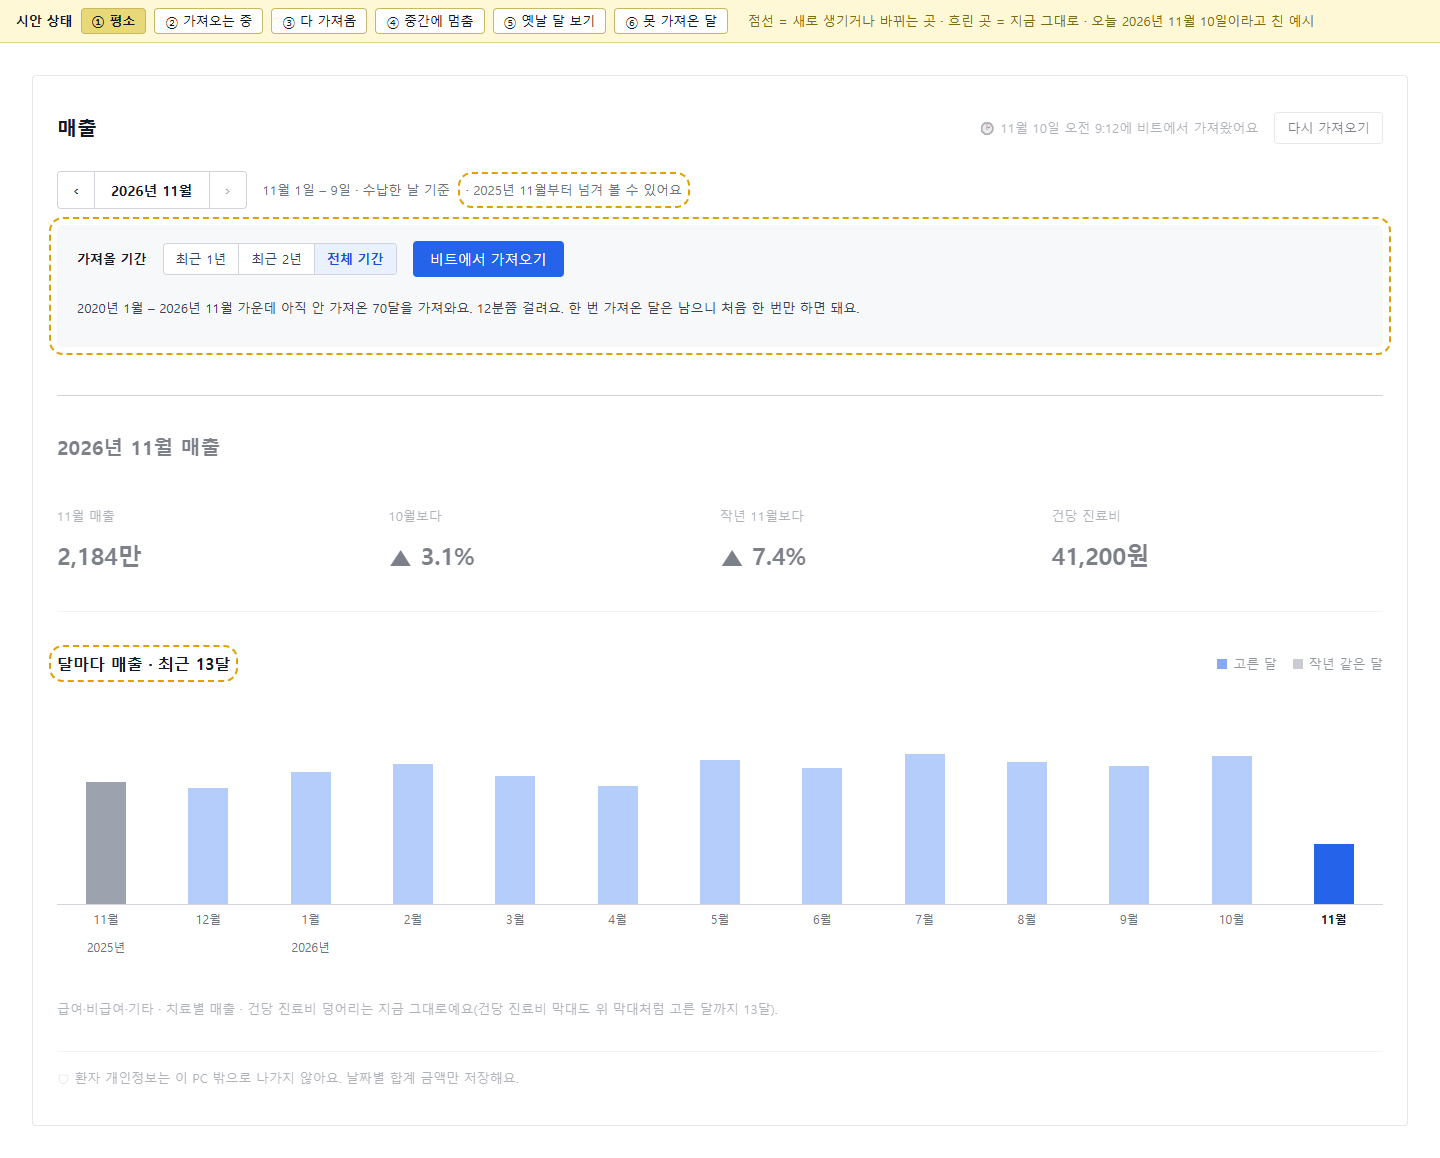 시안 상태 ① 평소 ② 가져오는 중 ③ 다 가져옴 ④ 중간에 멈춤 ⑤ 옛날 달 보기 ⑥ 못 가져온 달 점선 = 새로 생기거나 바뀌는 곳 · 흐린 곳 = 지금 그대로 · 오늘 2026년 11월 10일이라고 친 예시
매출
11월 10일 오전 9:12에 비트에서 가져왔어요 다시 가져오기
‹ 2026년 11월 › 11월 1일 – 9일 · 수납한 날 기준 · 2025년 11월부터 넘겨 볼 수 있어요
가져올 기간 최근 1년 최근 2년 전체 기간 비트에서 가져오기
2020년 1월 – 2026년 11월 가운데 아직 안 가져온 70달을 가져와요. 12분쯤 걸려요. 한 번 가져온 달은 남으니 처음 한 번만 하면 돼요.
2026년 11월 매출
11월 매출 10월보다 작년 11월보다 건당 진료비
2,184만 ▲ 3.1% ▲ 7.4% 41,200원
달마다 매출 · 최근 13달 고른 달 작년 같은 달
11월 12월 1월 2월 3월 4월 5월 6월 7월 8월 9월 10월 11월
2025년 2026년
급여·비급여·기타 · 치료별 매출 · 건당 진료비 덩어리는 지금 그대로예요(건당 진료비 막대도 위 막대처럼 고른 달까지 13달).
환자 개인정보는 이 PC 밖으로 나가지 않아요. 날짜별 합계 금액만 저장해요.